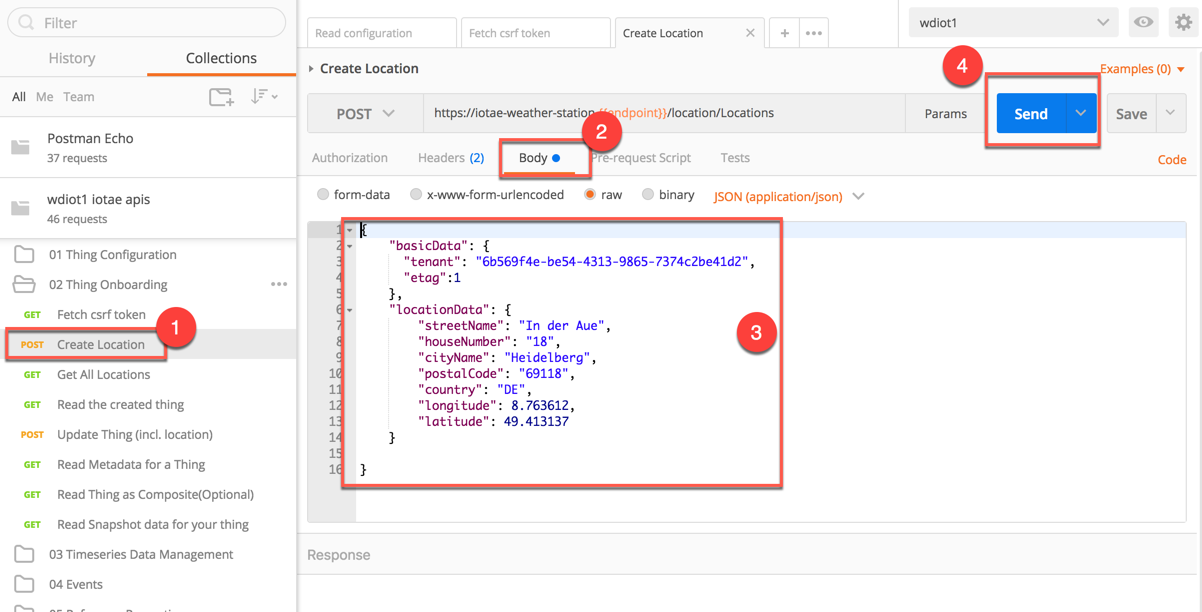 Filter
History Collections
All Me Team
Postman Echo
37 requests
wdiot1 iotae apis
46 requests
01 Thing Configuration
02 Thing Onboarding
GET Fetch csrf token
POST Create Location
1
GET Get All Locations
GET Read the created thing
POST Update Thing (incl. location)
GET Read Metadata for a Thing
GET Read Thing as Composite(Optional)
GET Read Snapshot data for your thing
03 Timeseries Data Management
04 Events
Read configuration Fetch csrf token Create Location
wdiot1
Create Location
4
Examples (0)
POST https://iotae-weather-station.{{endpoint}}/location/Locations Params Send Save
2
Authorization Headers (2) Body Pre-request Script Tests Code
form-data x-www-form-urlencoded raw binary JSON (application/json)
1 {
2 "basicData": {
3 "tenant": "6b569f4e-be54-4313-9865-7374c2be41d2",
4 "etag":1
5 },
6 "locationData": {
7 "streetName": "In der Aue",
8 "houseNumber": "18",
9 "cityName": "Heidelberg",
10 "postalCode": "69118",
11 "country": "DE",
12 "longitude": 8.763612,
13 "latitude": 49.413137
14 }
15
16 }
3
Response